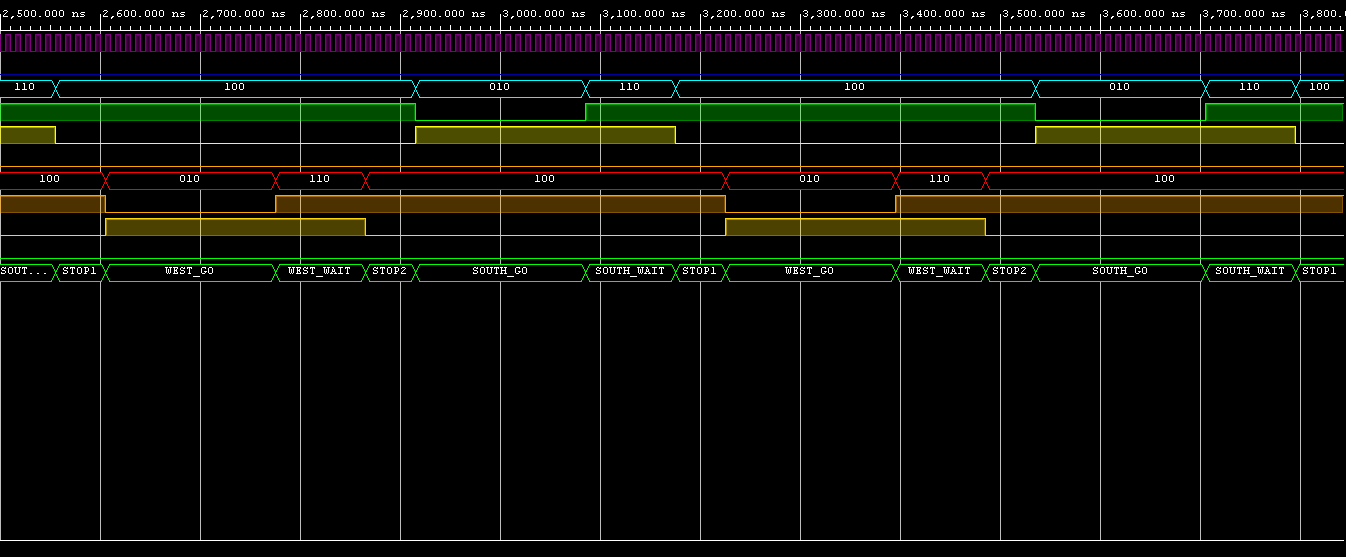 2,500.000 ns 2,600.000 ns 2,700.000 ns 2,800.000 ns 2,900.000 ns 3,000.000 ns 3,100.000 ns 3,200.000 ns 3,300.000 ns 3,400.000 ns 3,500.000 ns 3,600.000 ns 3,700.000 ns 3,800.
110 100 010 110 100 010 110 100
100 010 110 100 010 110 100
SOUT... STOP1 WEST_GO WEST_WAIT STOP2 SOUTH_GO SOUTH_WAIT STOP1 WEST_GO WEST_WAIT STOP2 SOUTH_GO SOUTH_WAIT STOP1